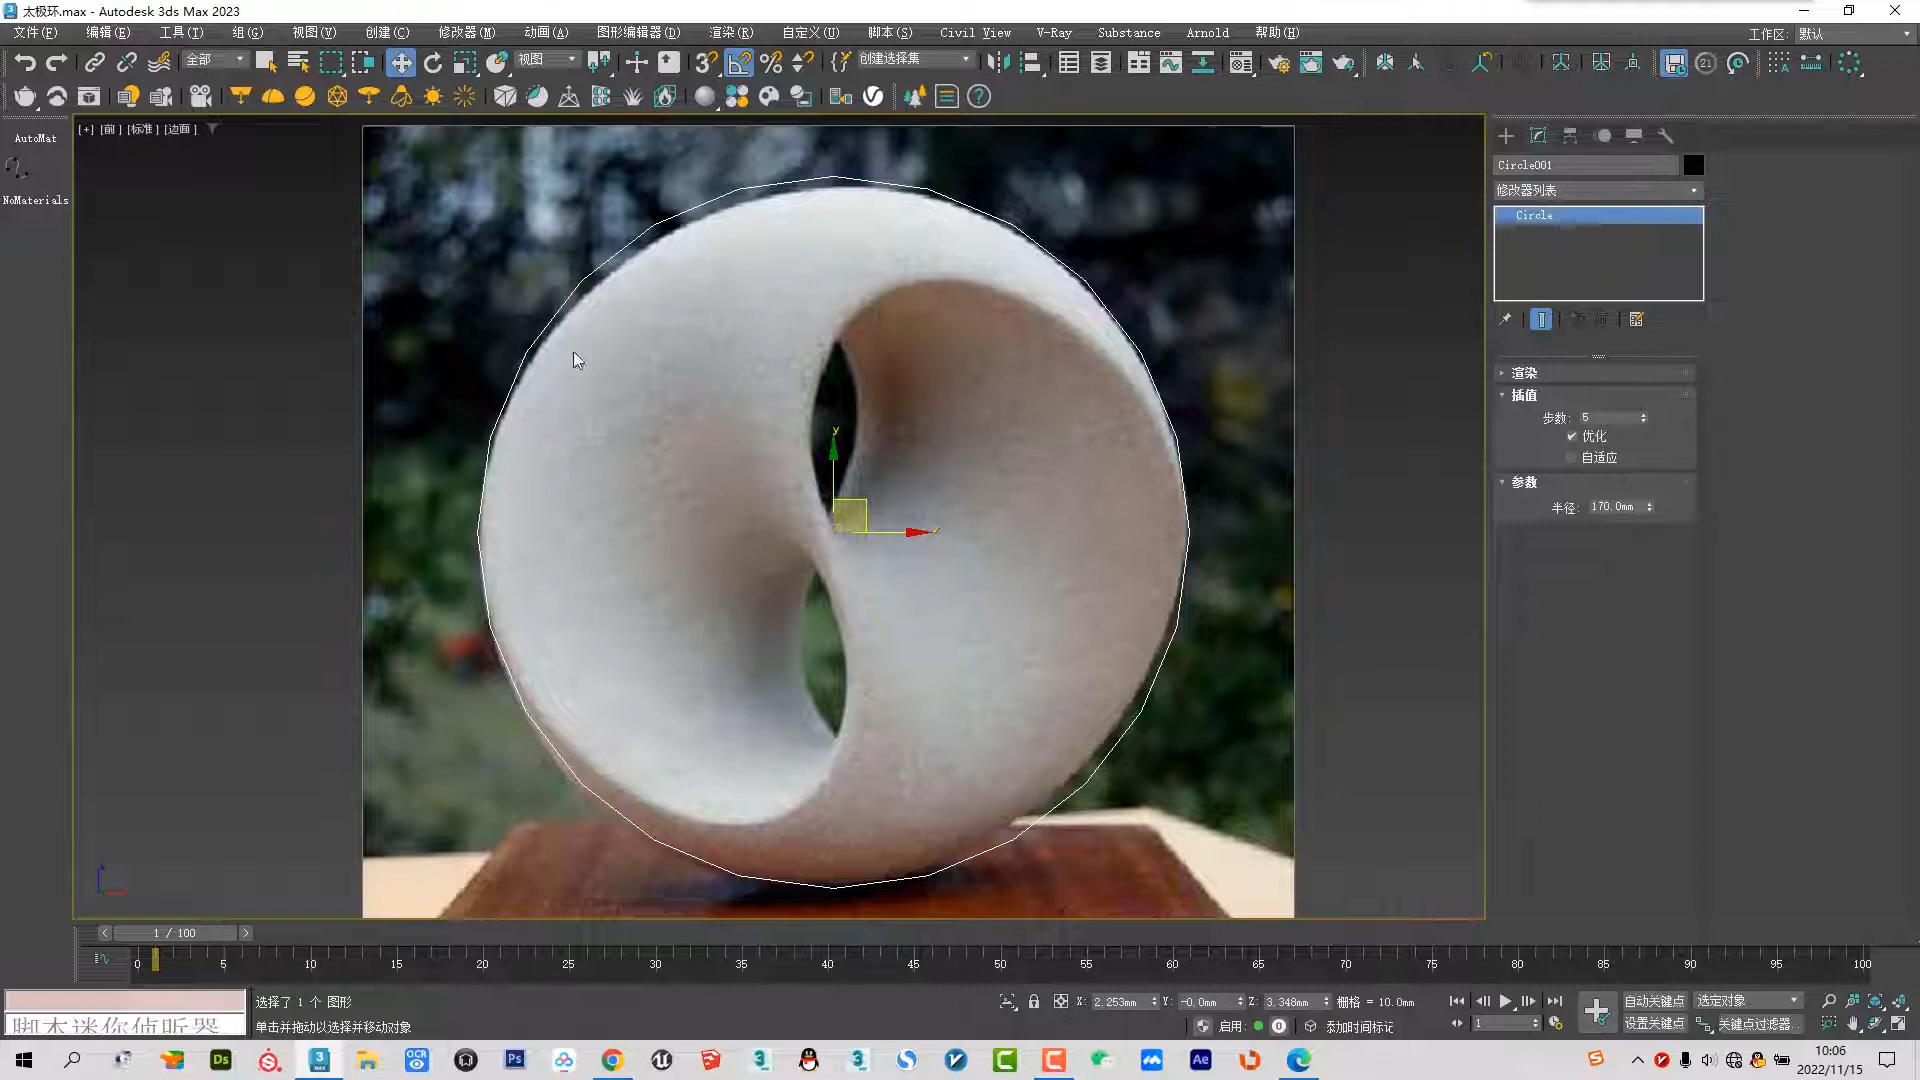 太极环.max - Autodesk 3ds Max 2023
文件(F) 编辑(E) 工具(T) 组(G) 视图(V) 创建(C) 修改器(M) 动画(A) 图形编辑器(D) 渲染(R) 自定义(U) 脚本(S) Civil View V-Ray Substance Arnold 帮助(H)
工作区: 默认
全部 视图 创建选择集
AutoMat
NoMaterials
[+] [前] [标准] [边面]
Circle001
修改器列表
Circle
渲染
插值
步数: 5
优化
自适应
参数
半径: 170.0mm
y
x
1 / 100
0 5 10 15 20 25 30 35 40 45 50 55 60 65 70 75 80 85 90 95 100
选择了 1 个 图形
X: 2.253mm Y: -0.0mm Z: 3.348mm 栅格 = 10.0mm
自动关键点 选定对象
脚本迷你侦听器
单击并拖动以选择并移动对象
启用: 0 添加时间标记
1
设置关键点 关键点过滤器...
10:06
2022/11/15